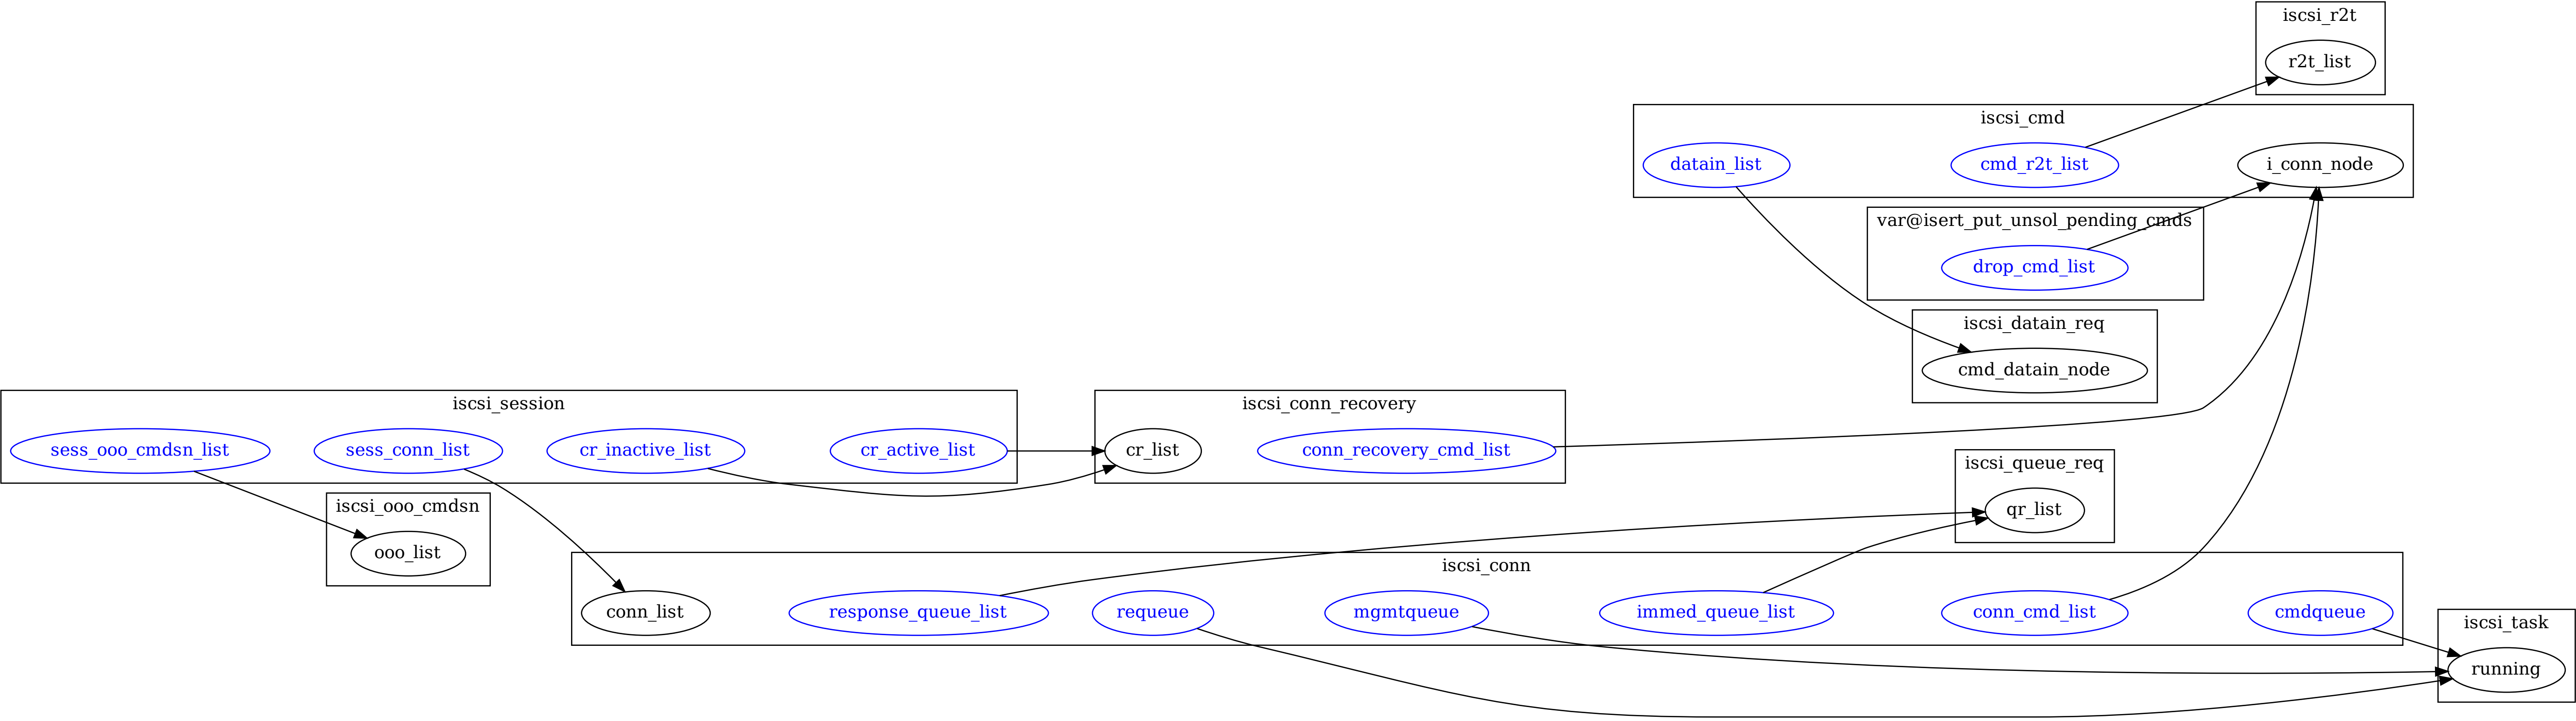 iscsi_r2t
r2t_list
iscsi_cmd
datain_list
cmd_r2t_list
i_conn_node
var@isert_put_unsol_pending_cmds
drop_cmd_list
iscsi_datain_req
cmd_datain_node
iscsi_session
sess_ooo_cmdsn_list
sess_conn_list
cr_inactive_list
cr_active_list
iscsi_conn_recovery
cr_list
conn_recovery_cmd_list
iscsi_queue_req
qr_list
iscsi_ooo_cmdsn
ooo_list
iscsi_conn
conn_list
response_queue_list
requeue
mgmtqueue
immed_queue_list
conn_cmd_list
cmdqueue
iscsi_task
running